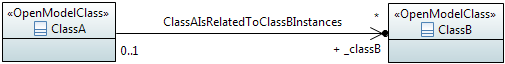 «OpenModelClass»
ClassA
ClassAIsRelatedToClassBInstances
*
0..1
+ _classB
«OpenModelClass»
ClassB